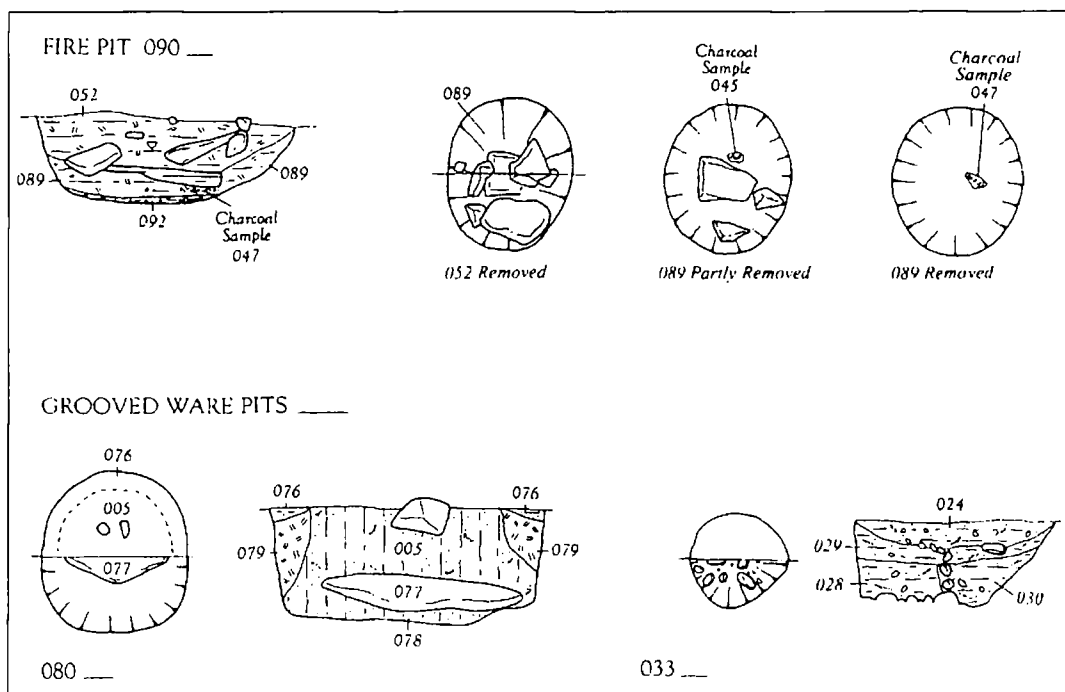 FIRE PIT 090
052
089
089
092
Charcoal
Sample
047
089
052 Removed
Charcoal
Sample
045
089 Partly Removed
Charcoal
Sample
047
089 Removed
GROOVED WARE PITS
076
005
077
080
076
076
079
079
005
077
078
033
024
029
028
030